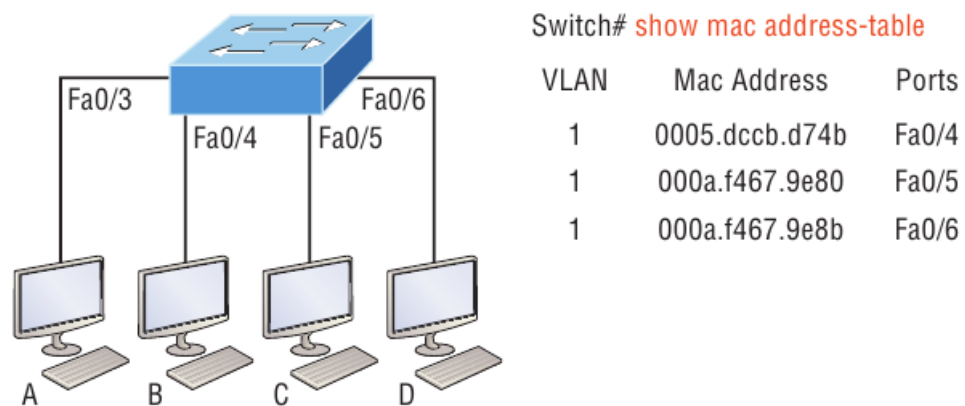 Switch# show mac address-table
VLAN Mac Address Ports
1 0005.dccb.d74b Fa0/4
1 000a.f467.9e80 Fa0/5
1 000a.f467.9e8b Fa0/6
Fa0/3 Fa0/6
Fa0/4 Fa0/5
A B C D